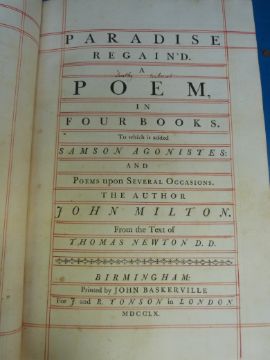 PARADISE
REGAIN'D.
A
POEM,
IN
FOUR BOOKS.
To which is added
SAMSON AGONISTES:
AND
POEMS upon SEVERAL OCCASIONS.
THE AUTHOR
JOHN MILTON.
From the Text of
THOMAS NEWTON D.D.
BIRMINGHAM:
Printed by JOHN BASKERVILLE
For J. and R. TONSON in LONDON
MDCCLX.